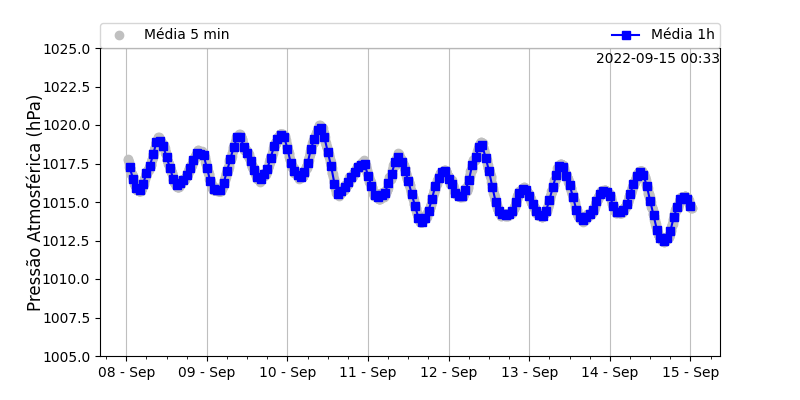 Média 5 min
Média 1h
2022-09-15 00:33
Pressão Atmosférica (hPa)
1025.0
1022.5
1020.0
1017.5
1015.0
1012.5
1010.0
1007.5
1005.0
08 - Sep
09 - Sep
10 - Sep
11 - Sep
12 - Sep
13 - Sep
14 - Sep
15 - Sep